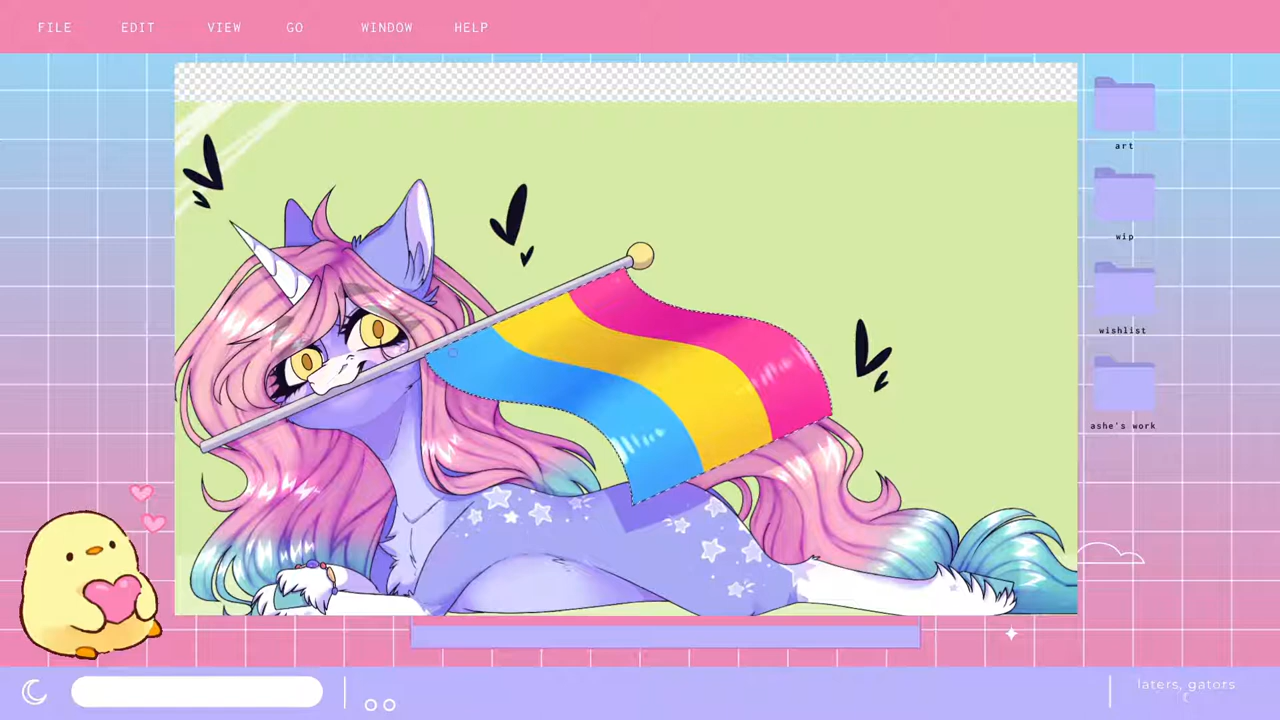 FILE EDIT VIEW GO WINDOW HELP
art
wip
wishlist
ashe's work
laters, gators